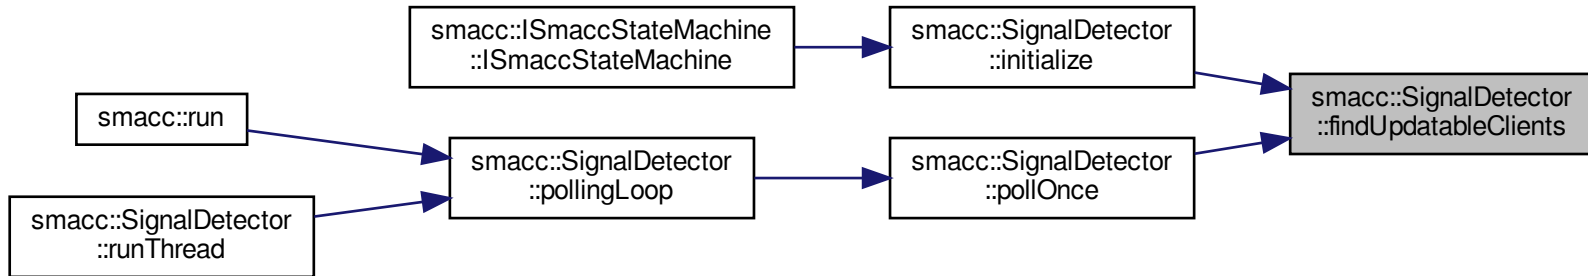 smacc::ISmaccStateMachine
::ISmaccStateMachine
smacc::SignalDetector
::initialize
smacc::SignalDetector
::findUpdatableClients
smacc::run
smacc::SignalDetector
::pollingLoop
smacc::SignalDetector
::pollOnce
smacc::SignalDetector
::runThread